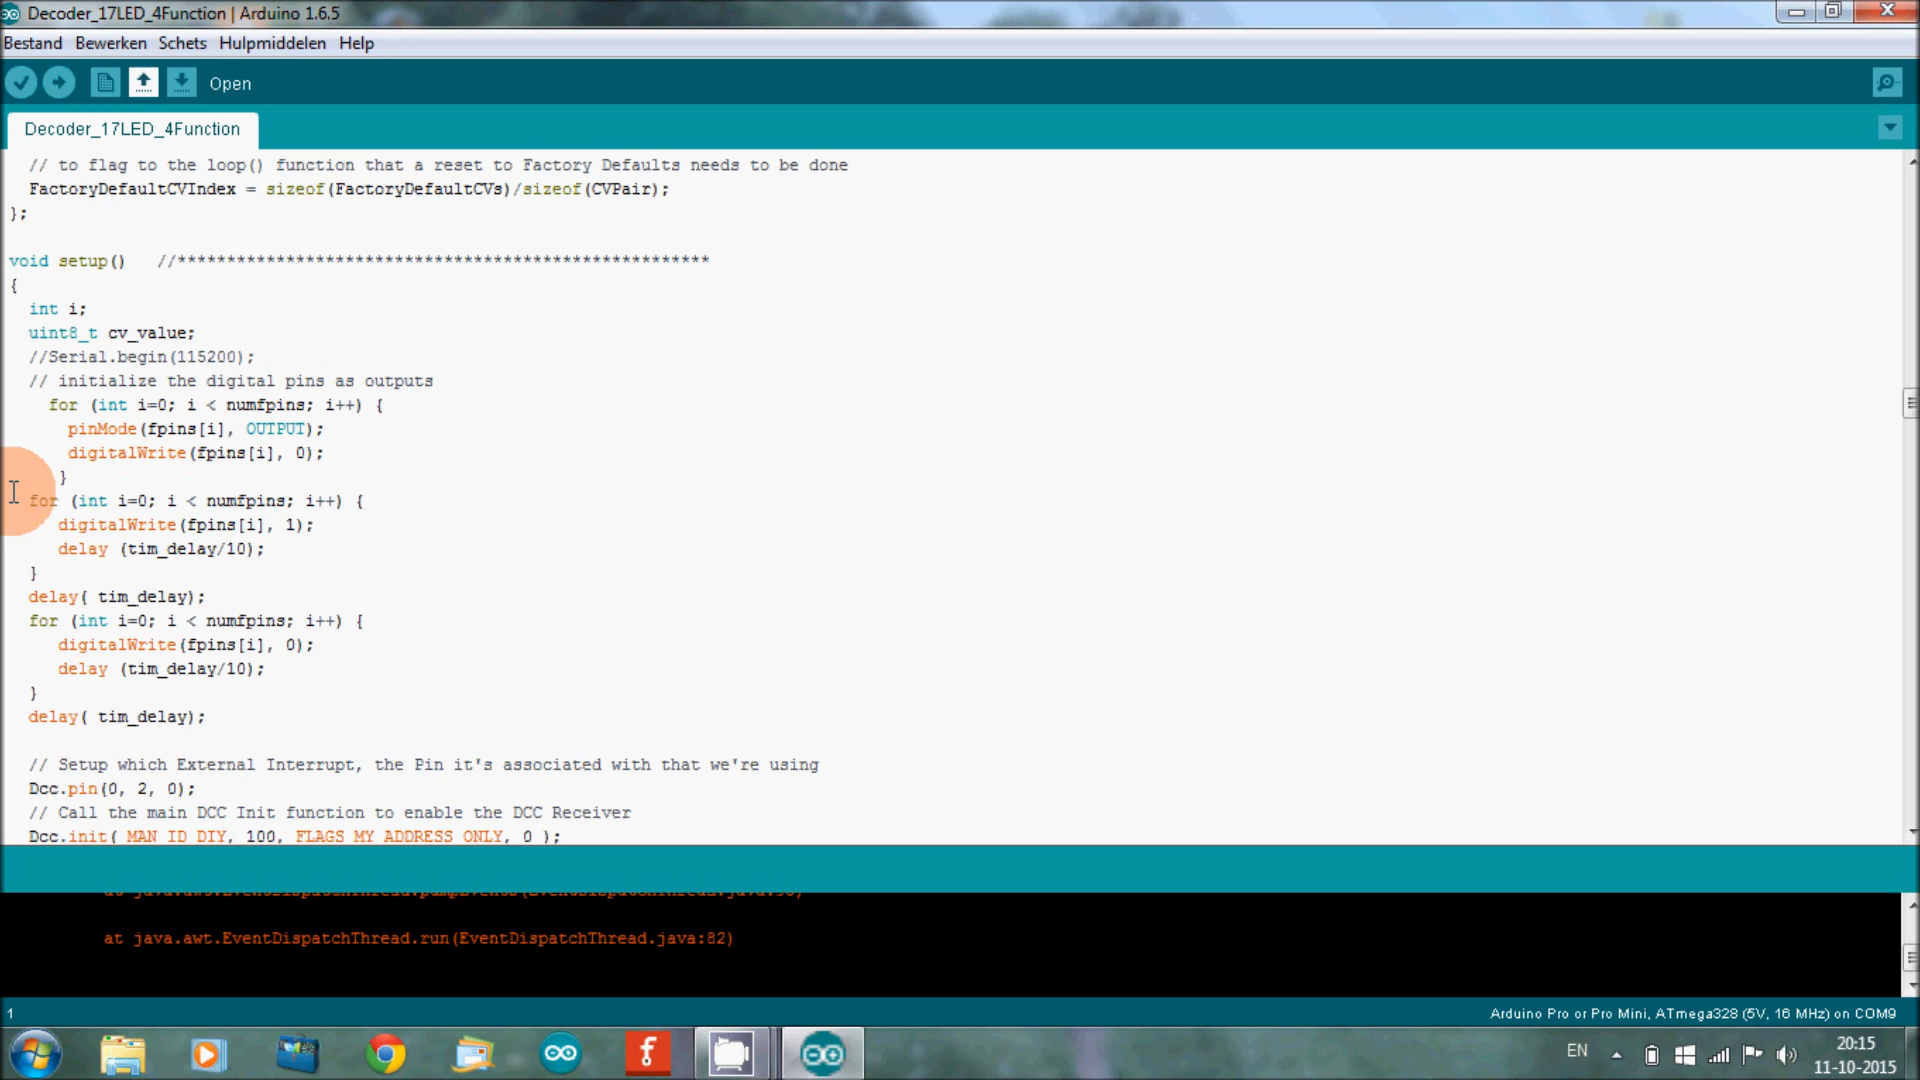 Decoder_17LED_4Function | Arduino 1.6.5
Bestand Bewerken Schets Hulpmiddelen Help
Open
Decoder_17LED_4Function
// to flag to the loop() function that a reset to Factory Defaults needs to be done
FactoryDefaultCVIndex = sizeof(FactoryDefaultCVs)/sizeof(CVPair);
};
void setup()   //******************************************************
{
int i;
uint8_t cv_value;
//Serial.begin(115200);
// initialize the digital pins as outputs
for (int i=0; i < numfpins; i++) {
pinMode(fpins[i], OUTPUT);
digitalWrite(fpins[i], 0);
}
for (int i=0; i < numfpins; i++) {
digitalWrite(fpins[i], 1);
delay (tim_delay/10);
}
delay( tim_delay);
for (int i=0; i < numfpins; i++) {
digitalWrite(fpins[i], 0);
delay (tim_delay/10);
}
delay( tim_delay);
// Setup which External Interrupt, the Pin it's associated with that we're using
Dcc.pin(0, 2, 0);
// Call the main DCC Init function to enable the DCC Receiver
Dcc.init( MAN_ID_DIY, 100, FLAGS_MY_ADDRESS_ONLY, 0 );
at java.awt.EventDispatchThread.run(EventDispatchThread.java:82)
1
Arduino Pro or Pro Mini, ATmega328 (5V, 16 MHz) on COM9
EN
20:15
11-10-2015